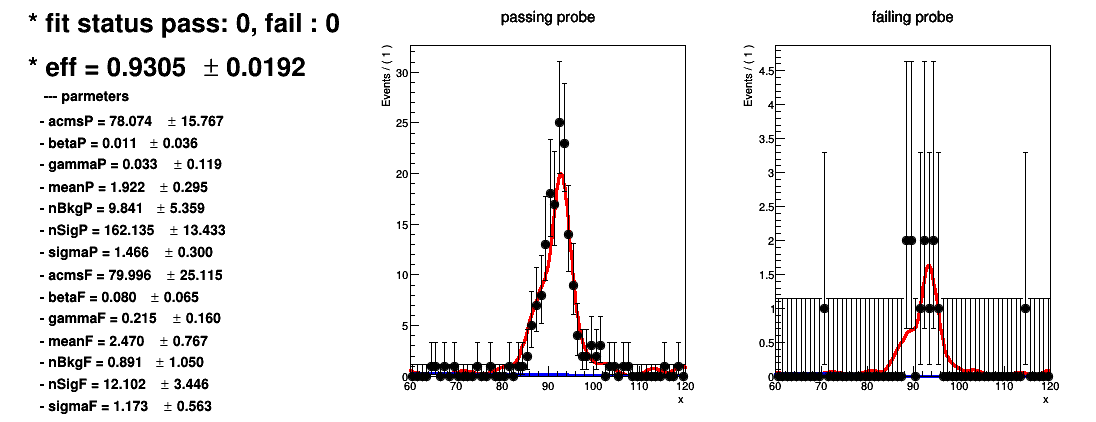 * fit status pass: 0, fail : 0
* eff = 0.9305 ± 0.0192
--- parmeters
- acmsP = 78.074 ± 15.767
- betaP = 0.011 ± 0.036
- gammaP = 0.033 ± 0.119
- meanP = 1.922 ± 0.295
- nBkgP = 9.841 ± 5.359
- nSigP = 162.135 ± 13.433
- sigmaP = 1.466 ± 0.300
- acmsF = 79.996 ± 25.115
- betaF = 0.080 ± 0.065
- gammaF = 0.215 ± 0.160
- meanF = 2.470 ± 0.767
- nBkgF = 0.891 ± 1.050
- nSigF = 12.102 ± 3.446
- sigmaF = 1.173 ± 0.563
passing probe
Events / ( 1 )
30
25
20
15
10
5
0
60 70 80 90 100 110 120
x
failing probe
Events / ( 1 )
4.5
4
3.5
3
2.5
2
1.5
1
0.5
0
60 70 80 90 100 110 120
x